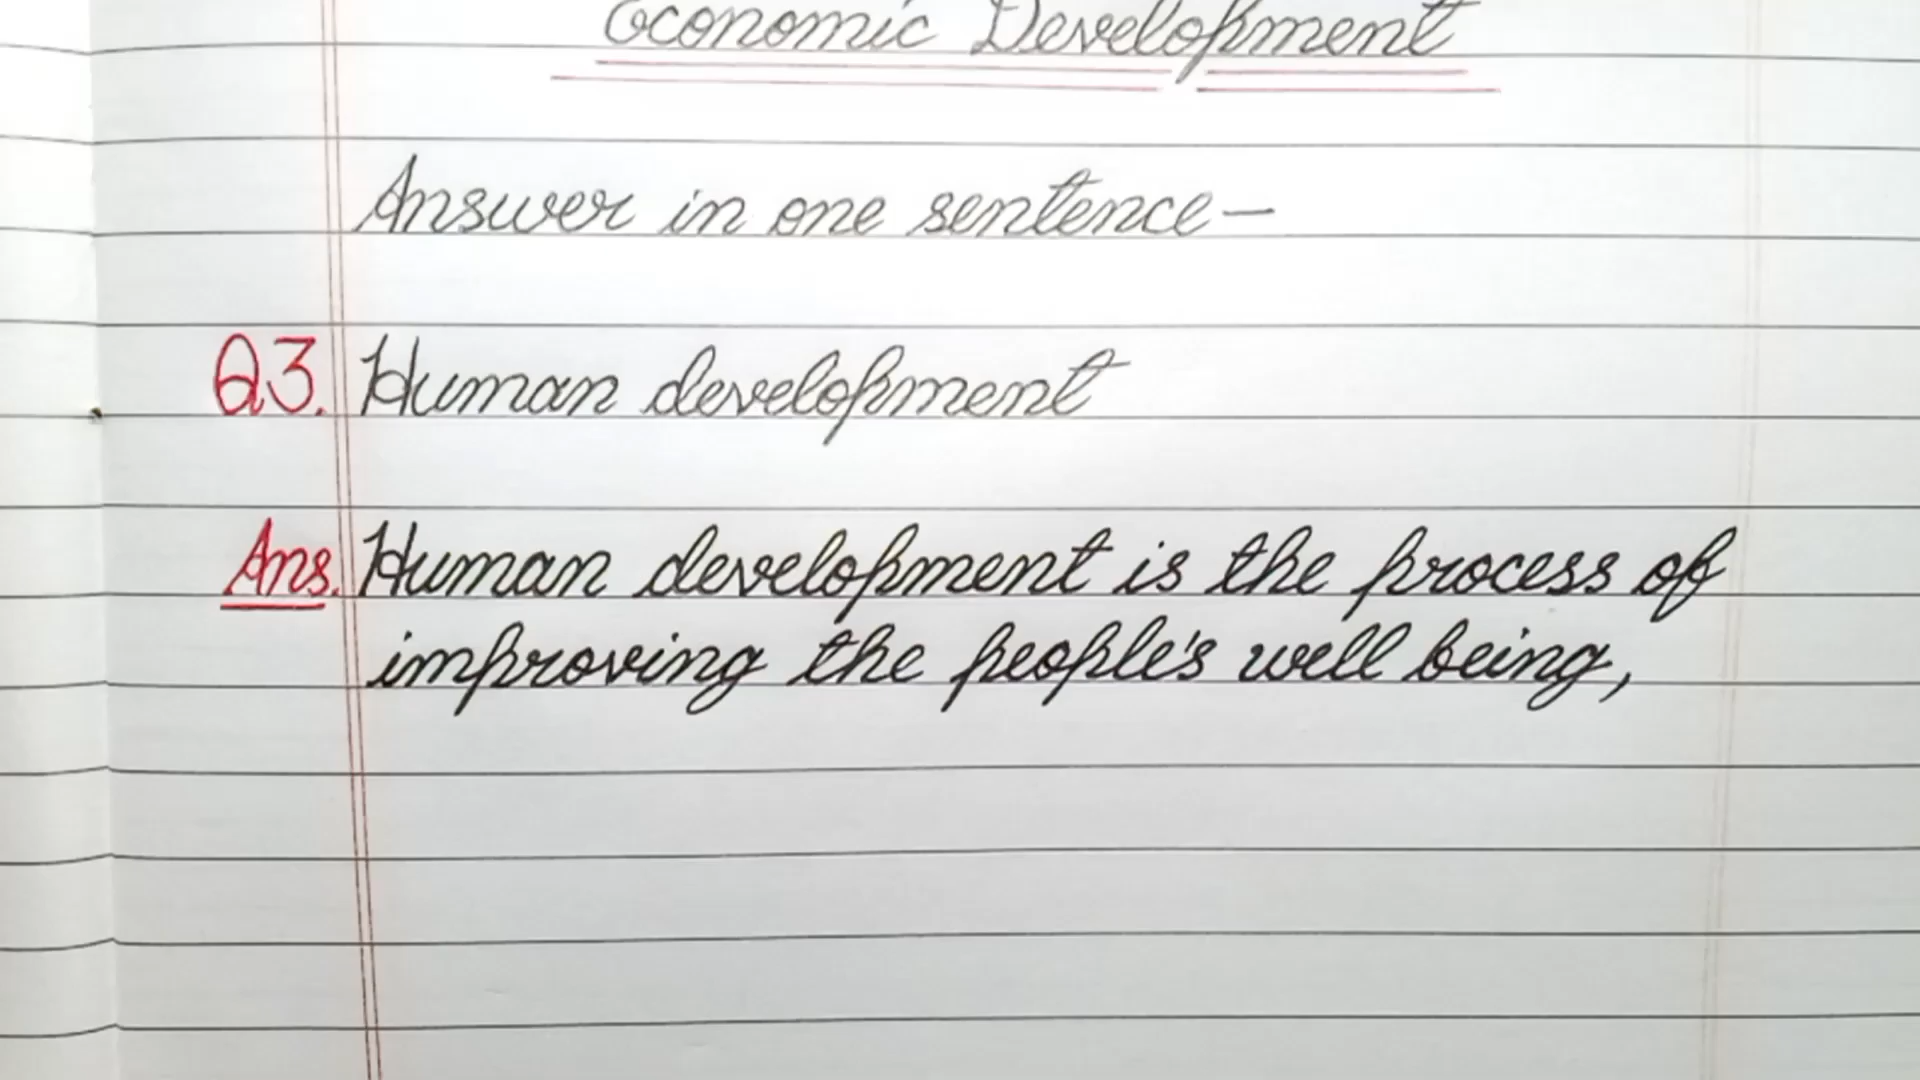 Economic Development
Answer in one sentence–
Q3. Human development
Ans. Human development is the process of
improving the people's well being,